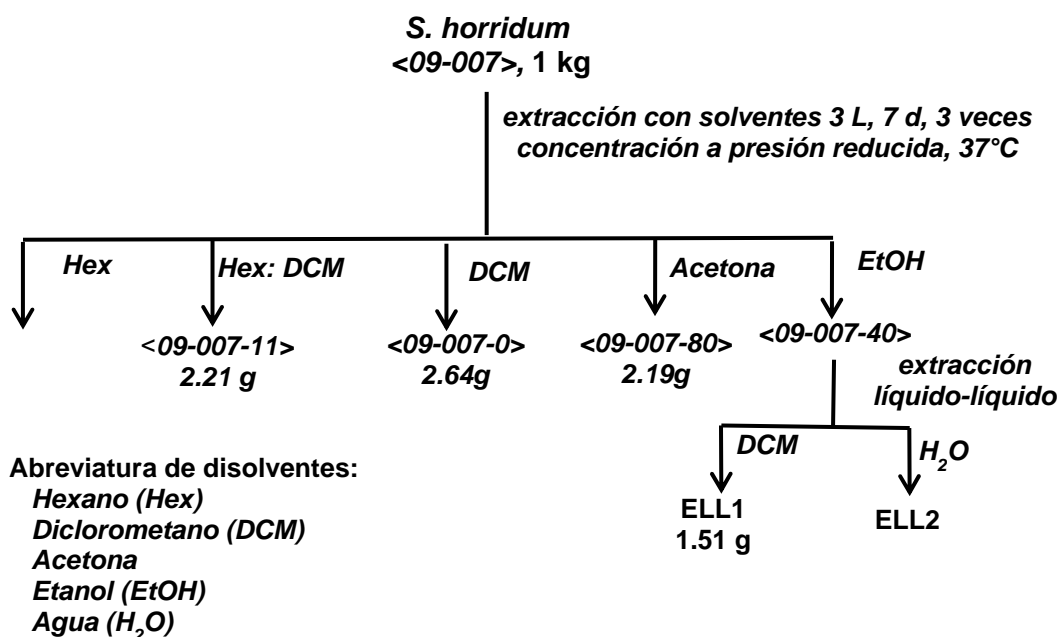 S. horridum
<09-007>, 1 kg
extracción con solventes 3 L, 7 d, 3 veces
concentración a presión reducida, 37°C
Hex
Hex: DCM
DCM
Acetona
EtOH
<09-007-11>
2.21 g
<09-007-0>
2.64g
<09-007-80>
2.19g
<09-007-40>
extracción
líquido-líquido
DCM
H₂O
ELL1
1.51 g
ELL2
Abreviatura de disolventes:
Hexano (Hex)
Diclorometano (DCM)
Acetona
Etanol (EtOH)
Agua (H₂O)